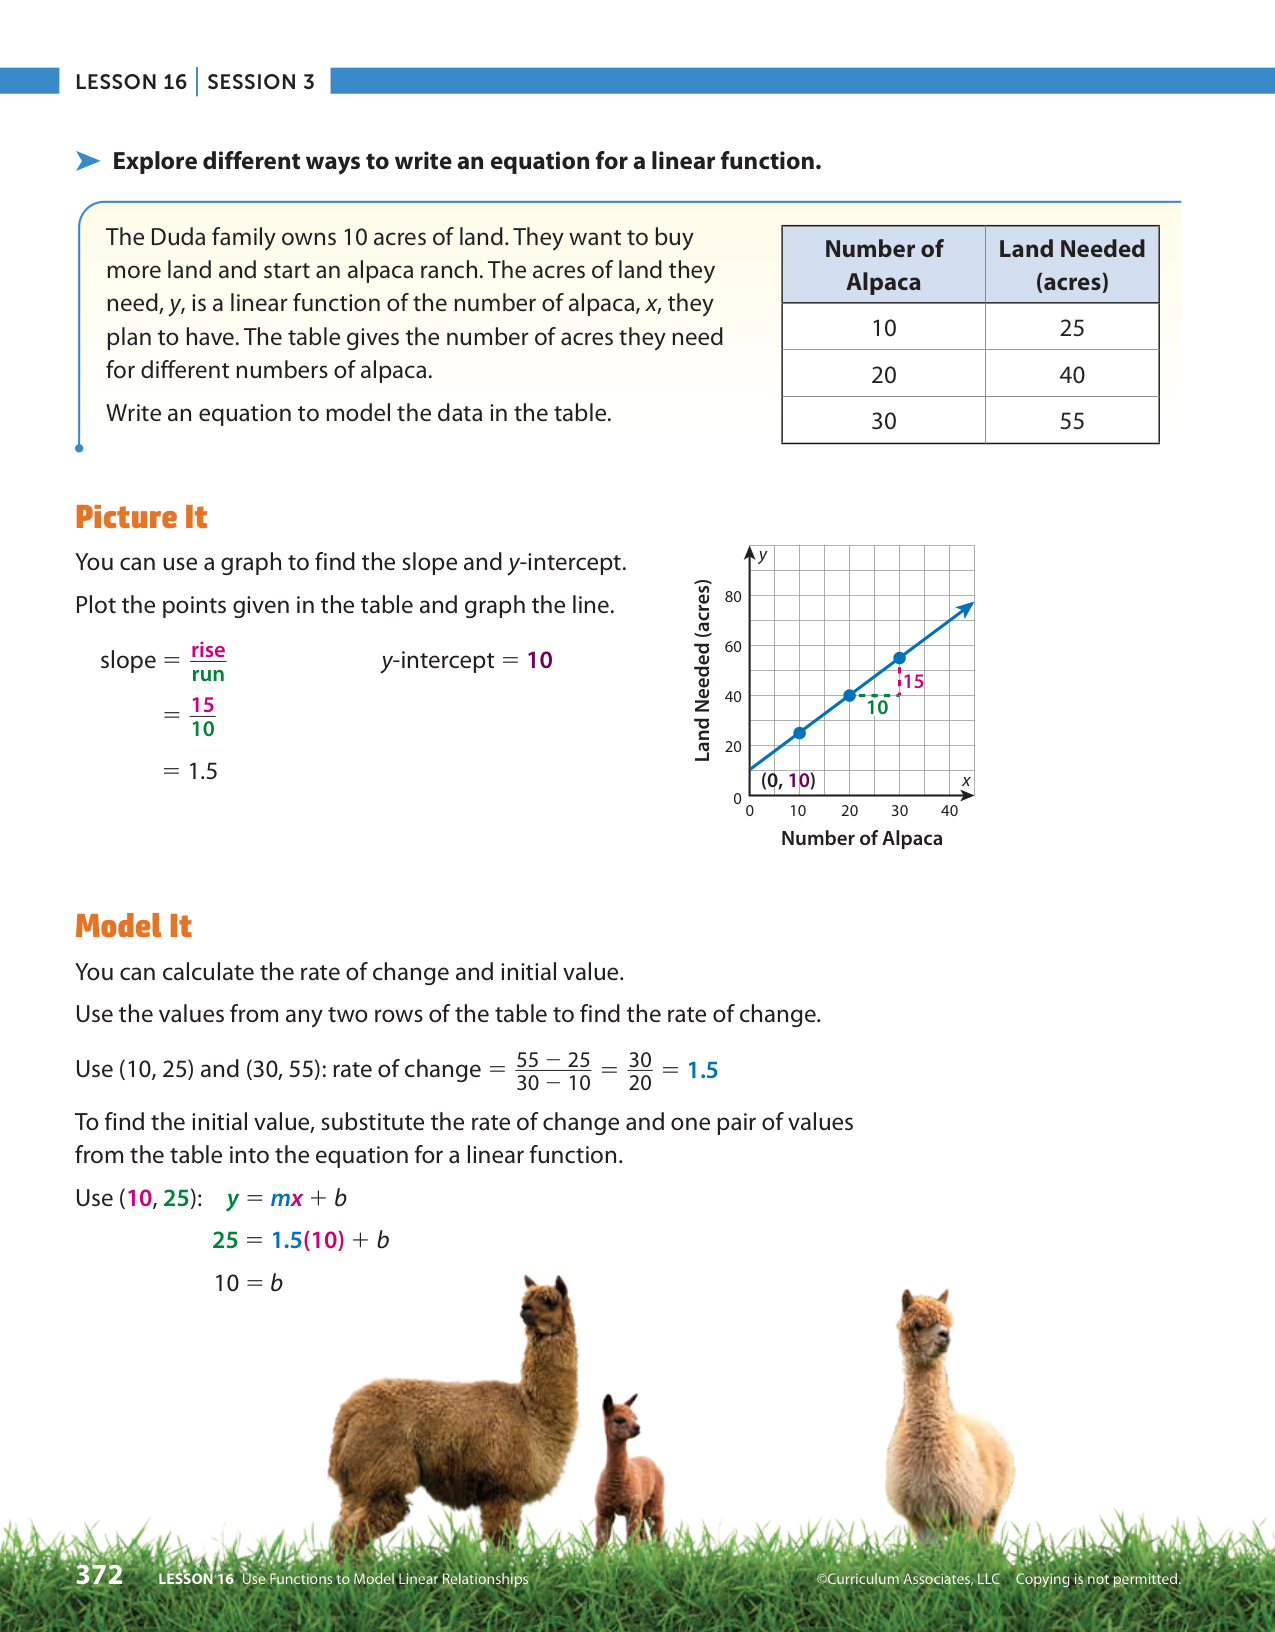 LESSON 16 | SESSION 3
➤ Explore different ways to write an equation for a linear function.
The Duda family owns 10 acres of land. They want to buy
more land and start an alpaca ranch. The acres of land they
need, y, is a linear function of the number of alpaca, x, they
plan to have. The table gives the number of acres they need
for different numbers of alpaca.
Write an equation to model the data in the table.
Number of Alpaca | Land Needed (acres)
10 | 25
20 | 40
30 | 55
Picture It
You can use a graph to find the slope and y-intercept.
Plot the points given in the table and graph the line.
slope = rise/run
= 15/10
= 1.5
y-intercept = 10
Land Needed (acres)
y
80
60
40
20
0
15
10
(0, 10)
x
0 10 20 30 40
Number of Alpaca
Model It
You can calculate the rate of change and initial value.
Use the values from any two rows of the table to find the rate of change.
Use (10, 25) and (30, 55): rate of change = (55 − 25)/(30 − 10) = 30/20 = 1.5
To find the initial value, substitute the rate of change and one pair of values
from the table into the equation for a linear function.
Use (10, 25): y = mx + b
25 = 1.5(10) + b
10 = b
372 LESSON 16 Use Functions to Model Linear Relationships
©Curriculum Associates, LLC Copying is not permitted.